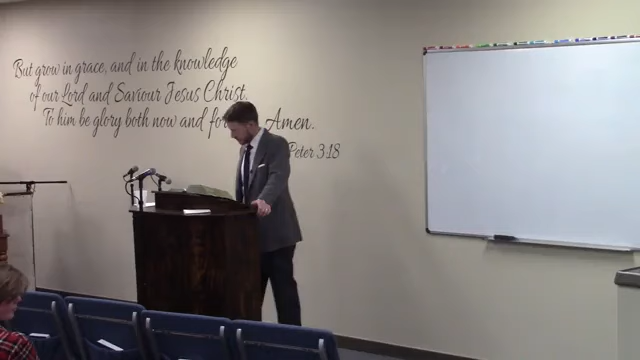 But grow in grace, and in the knowledge
of our Lord and Saviour Jesus Christ.
To him be glory both now and for Amen.
Peter 3:18